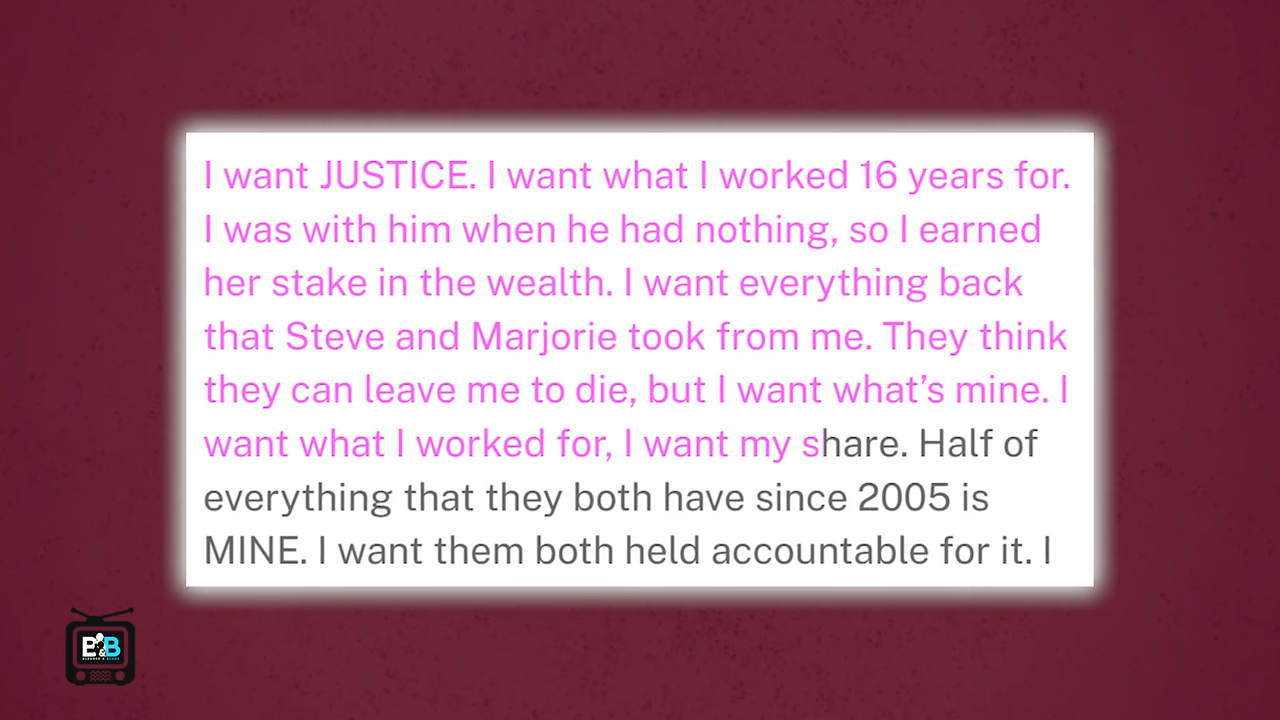 I want JUSTICE. I want what I worked 16 years for.
I was with him when he had nothing, so I earned
her stake in the wealth. I want everything back
that Steve and Marjorie took from me. They think
they can leave me to die, but I want what’s mine. I
want what I worked for, I want my share. Half of
everything that they both have since 2005 is
MINE. I want them both held accountable for it. I
B&B